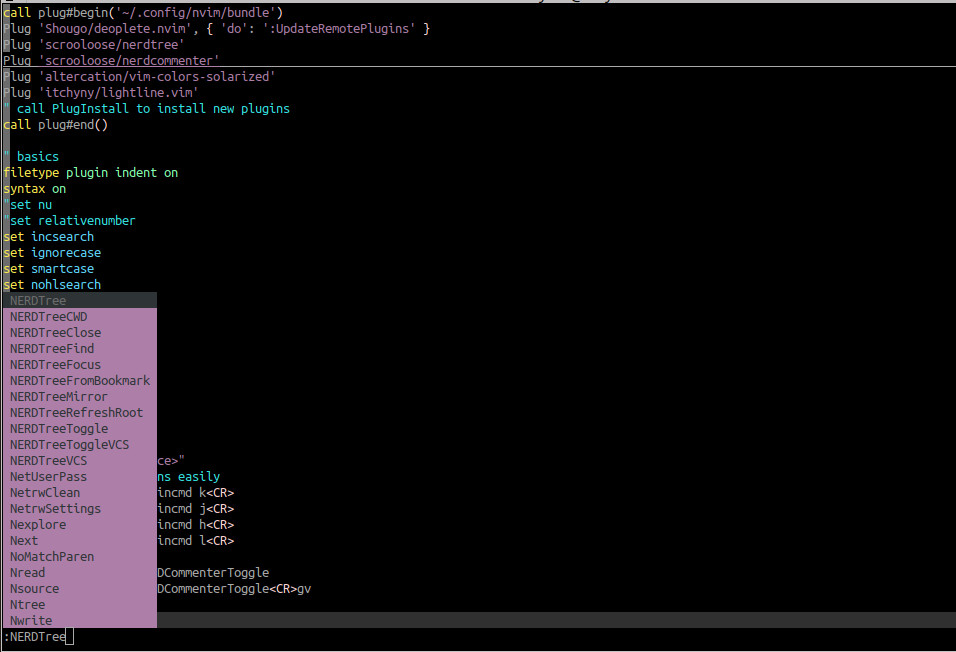 call plug#begin('~/.config/nvim/bundle')
Plug 'Shougo/deoplete.nvim', { 'do': ':UpdateRemotePlugins' }
Plug 'scrooloose/nerdtree'
Plug 'scrooloose/nerdcommenter'
Plug 'altercation/vim-colors-solarized'
Plug 'itchyny/lightline.vim'
" call PlugInstall to install new plugins
call plug#end()
" basics
filetype plugin indent on
syntax on
"set nu
"set relativenumber
set incsearch
set ignorecase
set smartcase
set nohlsearch
NERDTree
NERDTreeCWD
NERDTreeClose
NERDTreeFind
NERDTreeFocus
NERDTreeFromBookmark
NERDTreeMirror
NERDTreeRefreshRoot
NERDTreeToggle
NERDTreeToggleVCS
NERDTreeVCS ce>"
NetUserPass ns easily
NetrwClean incmd k<CR>
NetrwSettings incmd j<CR>
Nexplore incmd h<CR>
Next incmd l<CR>
NoMatchParen
Nread DCommenterToggle
Nsource DCommenterToggle<CR>gv
Ntree
Nwrite
:NERDTree